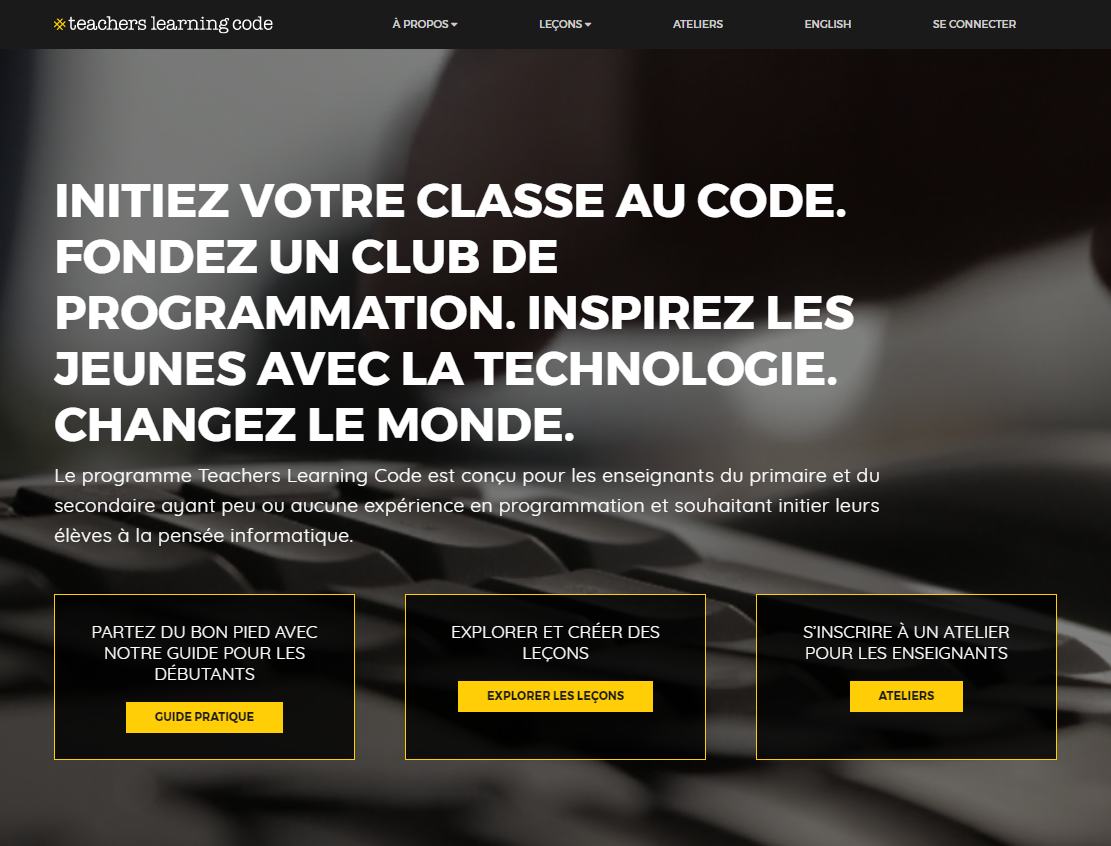 teachers learning code
À PROPOS
LEÇONS
ATELIERS
ENGLISH
SE CONNECTER
INITIEZ VOTRE CLASSE AU CODE.
FONDEZ UN CLUB DE
PROGRAMMATION. INSPIREZ LES
JEUNES AVEC LA TECHNOLOGIE.
CHANGEZ LE MONDE.
Le programme Teachers Learning Code est conçu pour les enseignants du primaire et du
secondaire ayant peu ou aucune expérience en programmation et souhaitant initier leurs
élèves à la pensée informatique.
PARTEZ DU BON PIED AVEC
NOTRE GUIDE POUR LES
DÉBUTANTS
GUIDE PRATIQUE
EXPLORER ET CRÉER DES
LEÇONS
EXPLORER LES LEÇONS
S'INSCRIRE À UN ATELIER
POUR LES ENSEIGNANTS
ATELIERS